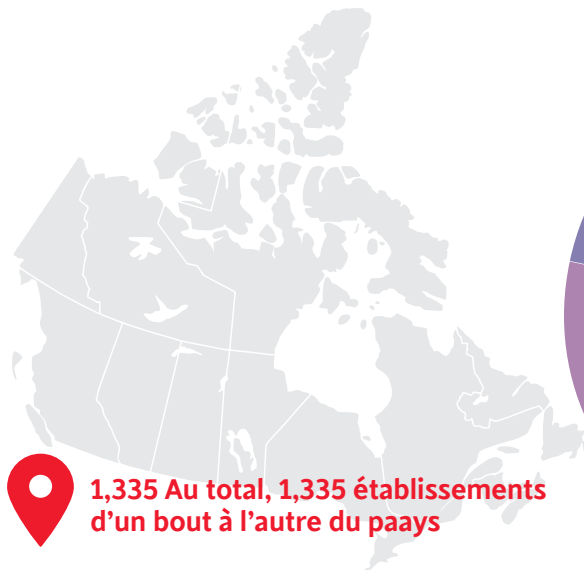 1,335 Au total, 1,335 établissements
d’un bout à l’autre du paays